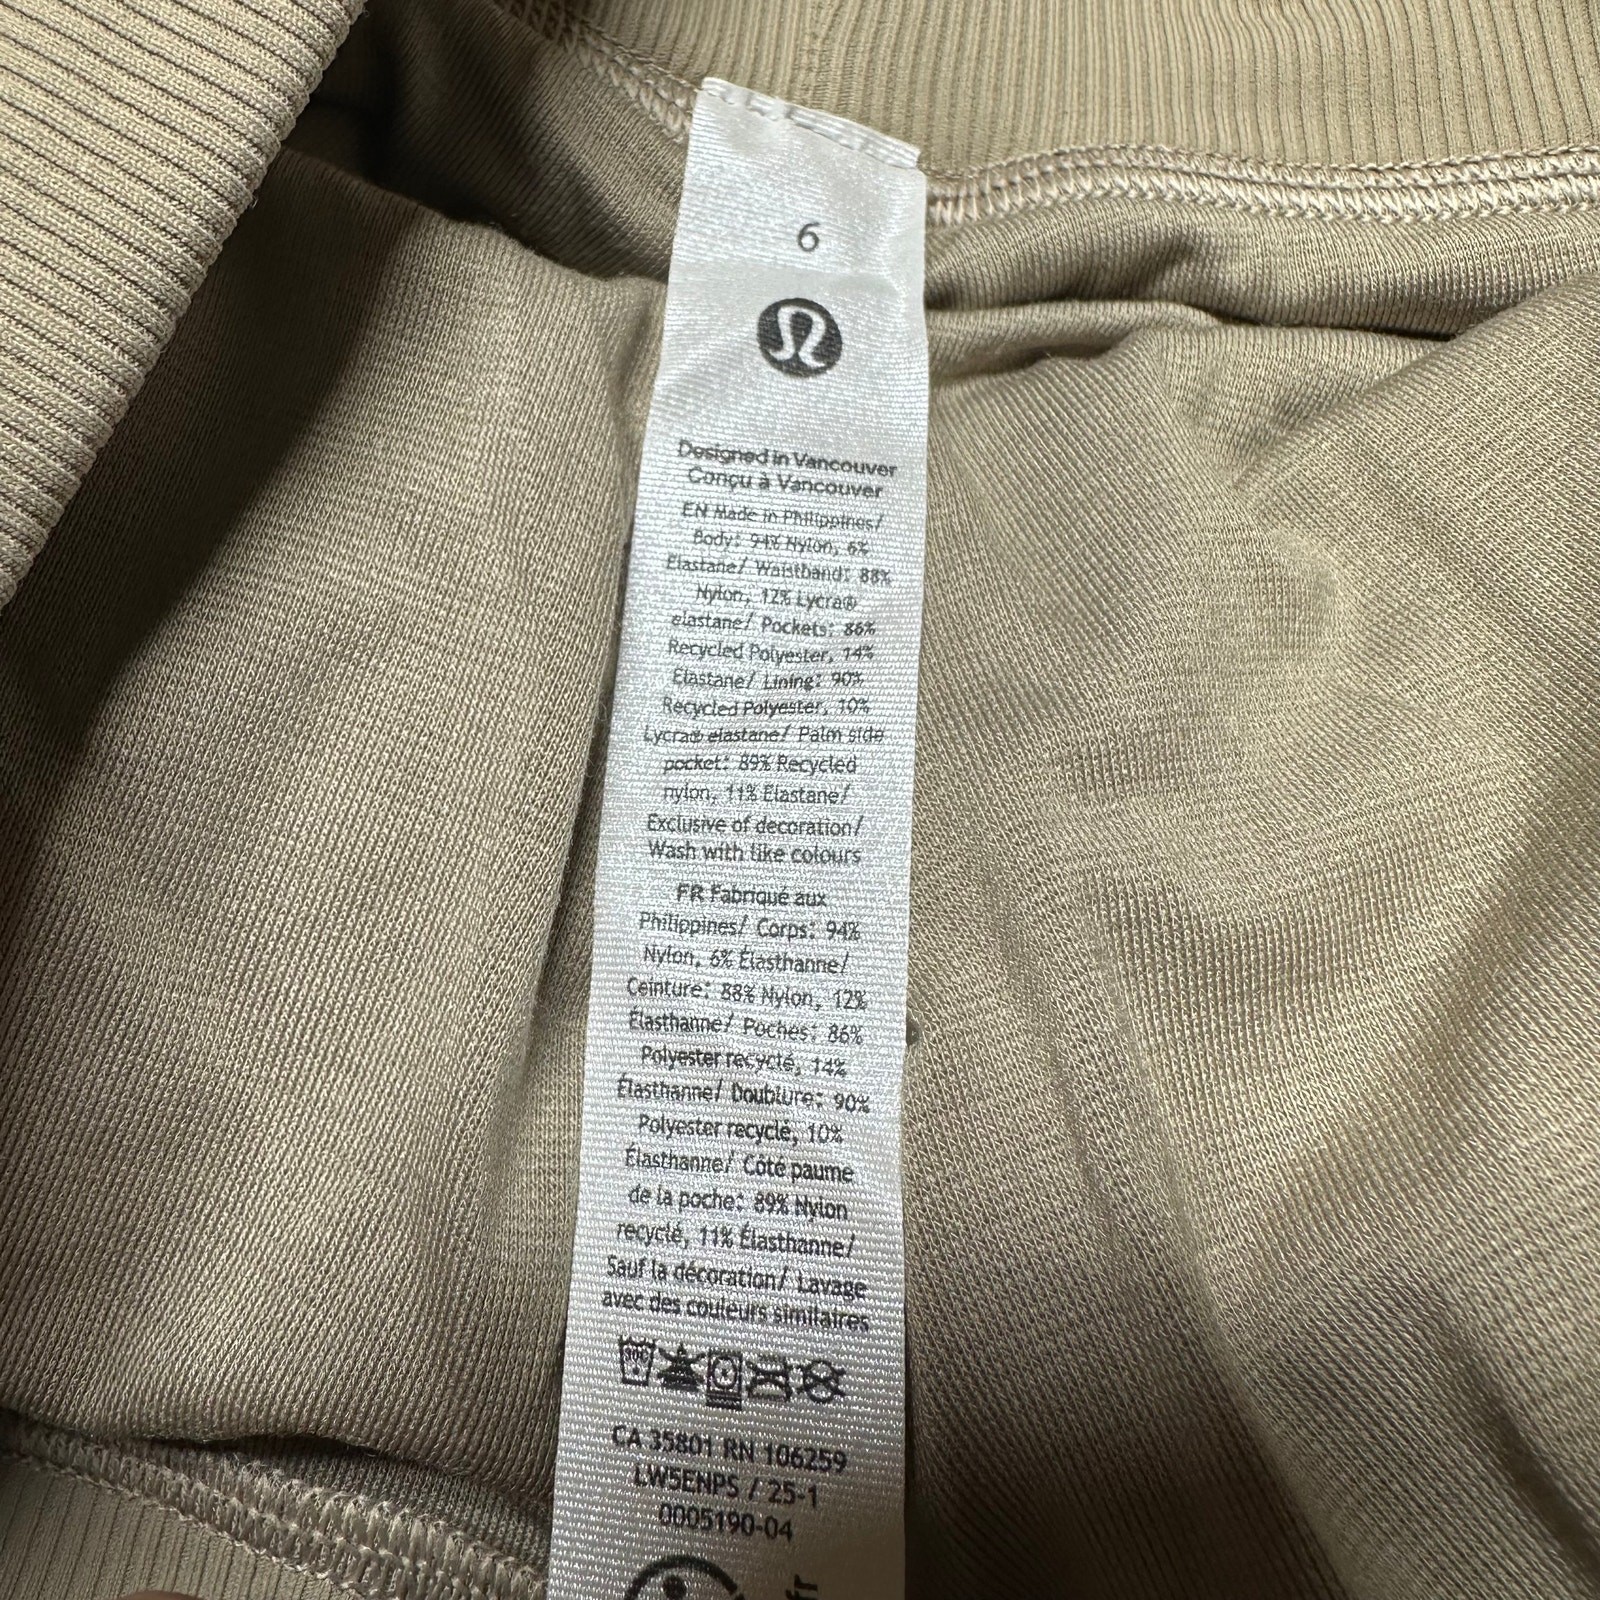 6
Designed in Vancouver
Conçu à Vancouver
EN Made in Philippines/
Body: 94% Nylon, 6%
Elastane/ Waistband: 88%
Nylon, 12% Lycra®
elastane/ Pockets: 86%
Recycled Polyester, 14%
Elastane/ Lining: 90%
Recycled Polyester, 10%
Lycra® elastane/ Palm side
pocket: 89% Recycled
nylon, 11% Elastane/
Exclusive of decoration/
Wash with like colours
FR Fabriqué aux
Philippines/ Corps: 94%
Nylon, 6% Élasthanne/
Ceinture: 88% Nylon, 12%
Élasthanne/ Poches: 86%
Polyester recyclé, 14%
Élasthanne/ Doublure: 90%
Polyester recyclé, 10%
Élasthanne/ Côté paume
de la poche: 89% Nylon
recyclé, 11% Élasthanne/
Sauf la décoration/ Lavage
avec des couleurs similaires
CA 35801 RN 106259
LW5ENPS / 25-1
0005190-04